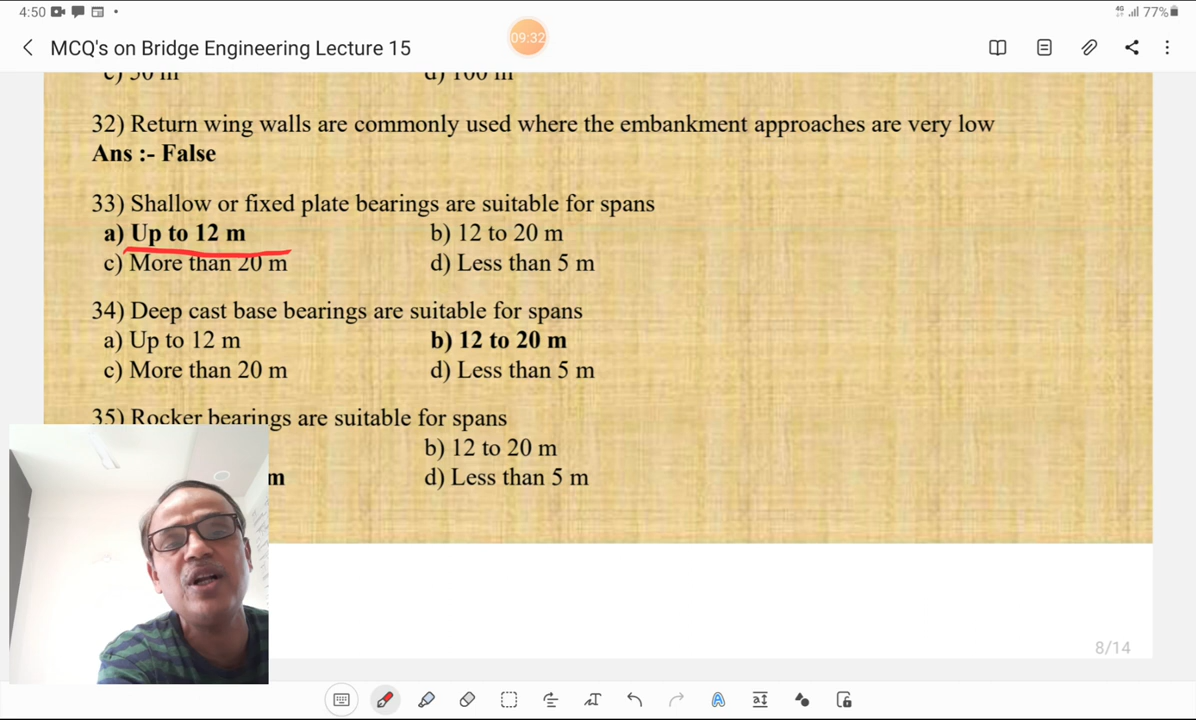 4:50
4G
77%
09:32
MCQ's on Bridge Engineering Lecture 15
c) 50 m d) 100 m
32) Return wing walls are commonly used where the embankment approaches are very low
Ans :- False
33) Shallow or fixed plate bearings are suitable for spans
a) Up to 12 m b) 12 to 20 m
c) More than 20 m d) Less than 5 m
34) Deep cast base bearings are suitable for spans
a) Up to 12 m b) 12 to 20 m
c) More than 20 m d) Less than 5 m
35) Rocker bearings are suitable for spans
b) 12 to 20 m
m d) Less than 5 m
8/14